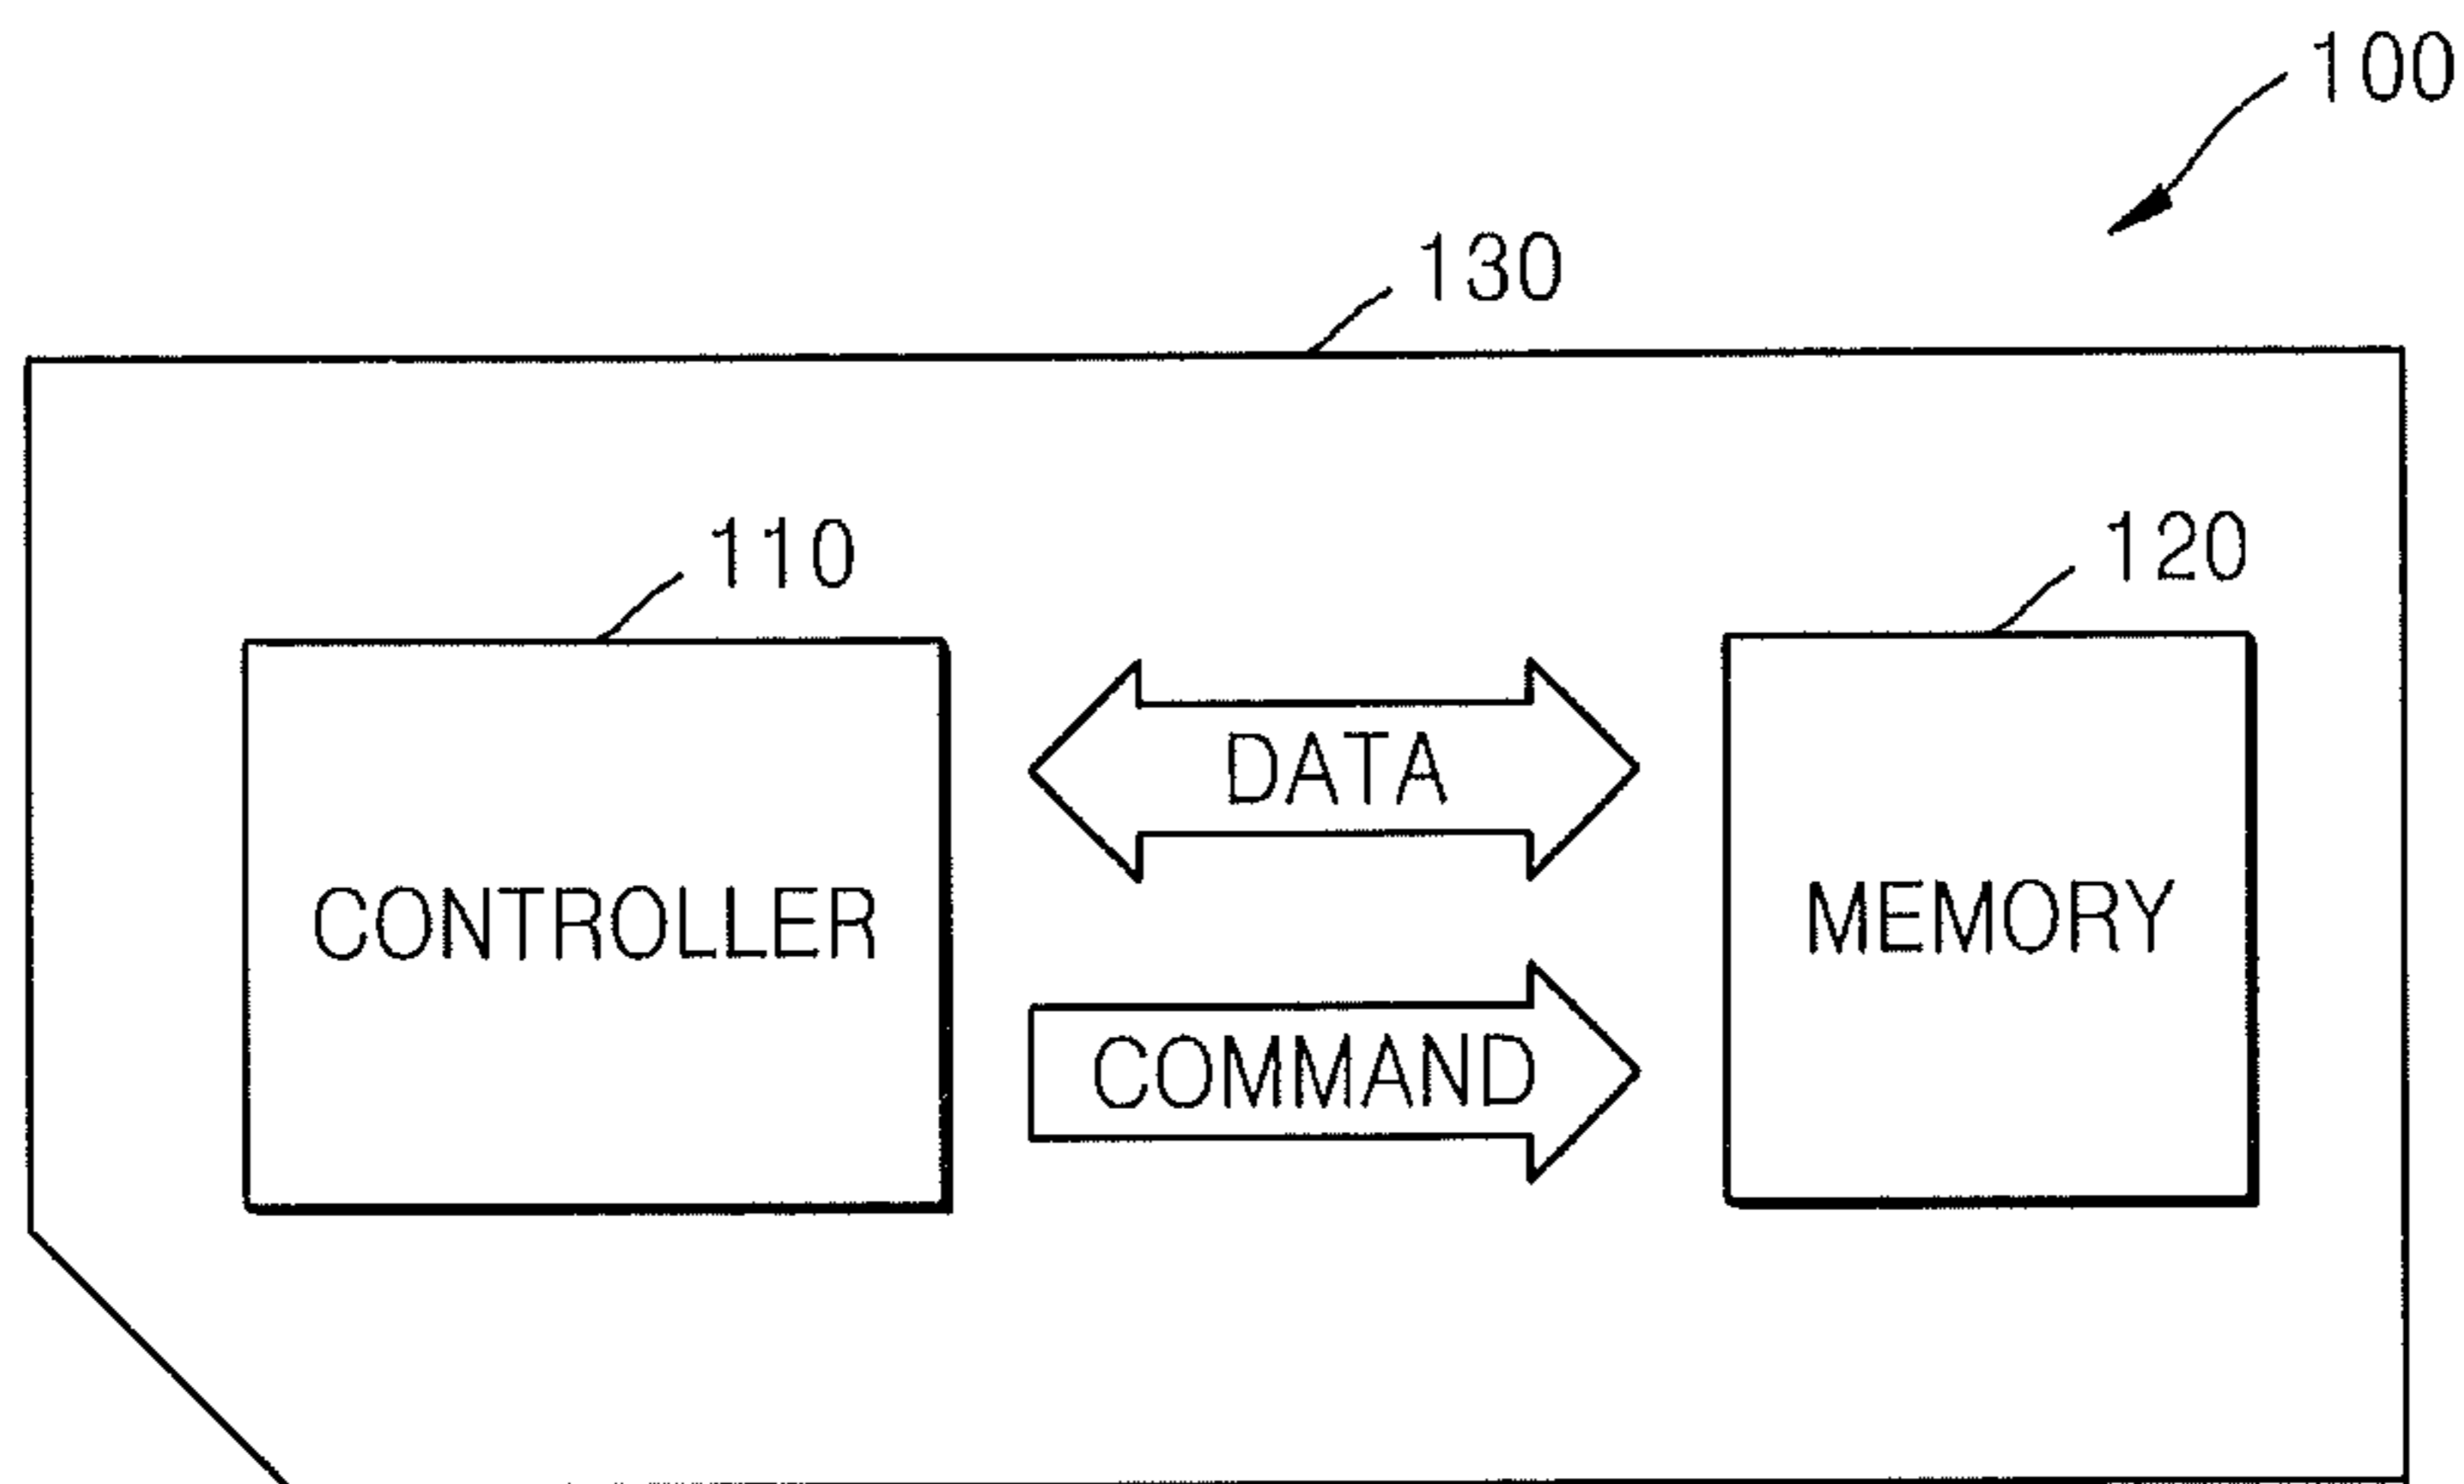 100
130
110
120
DATA
CONTROLLER
MEMORY
COMMAND